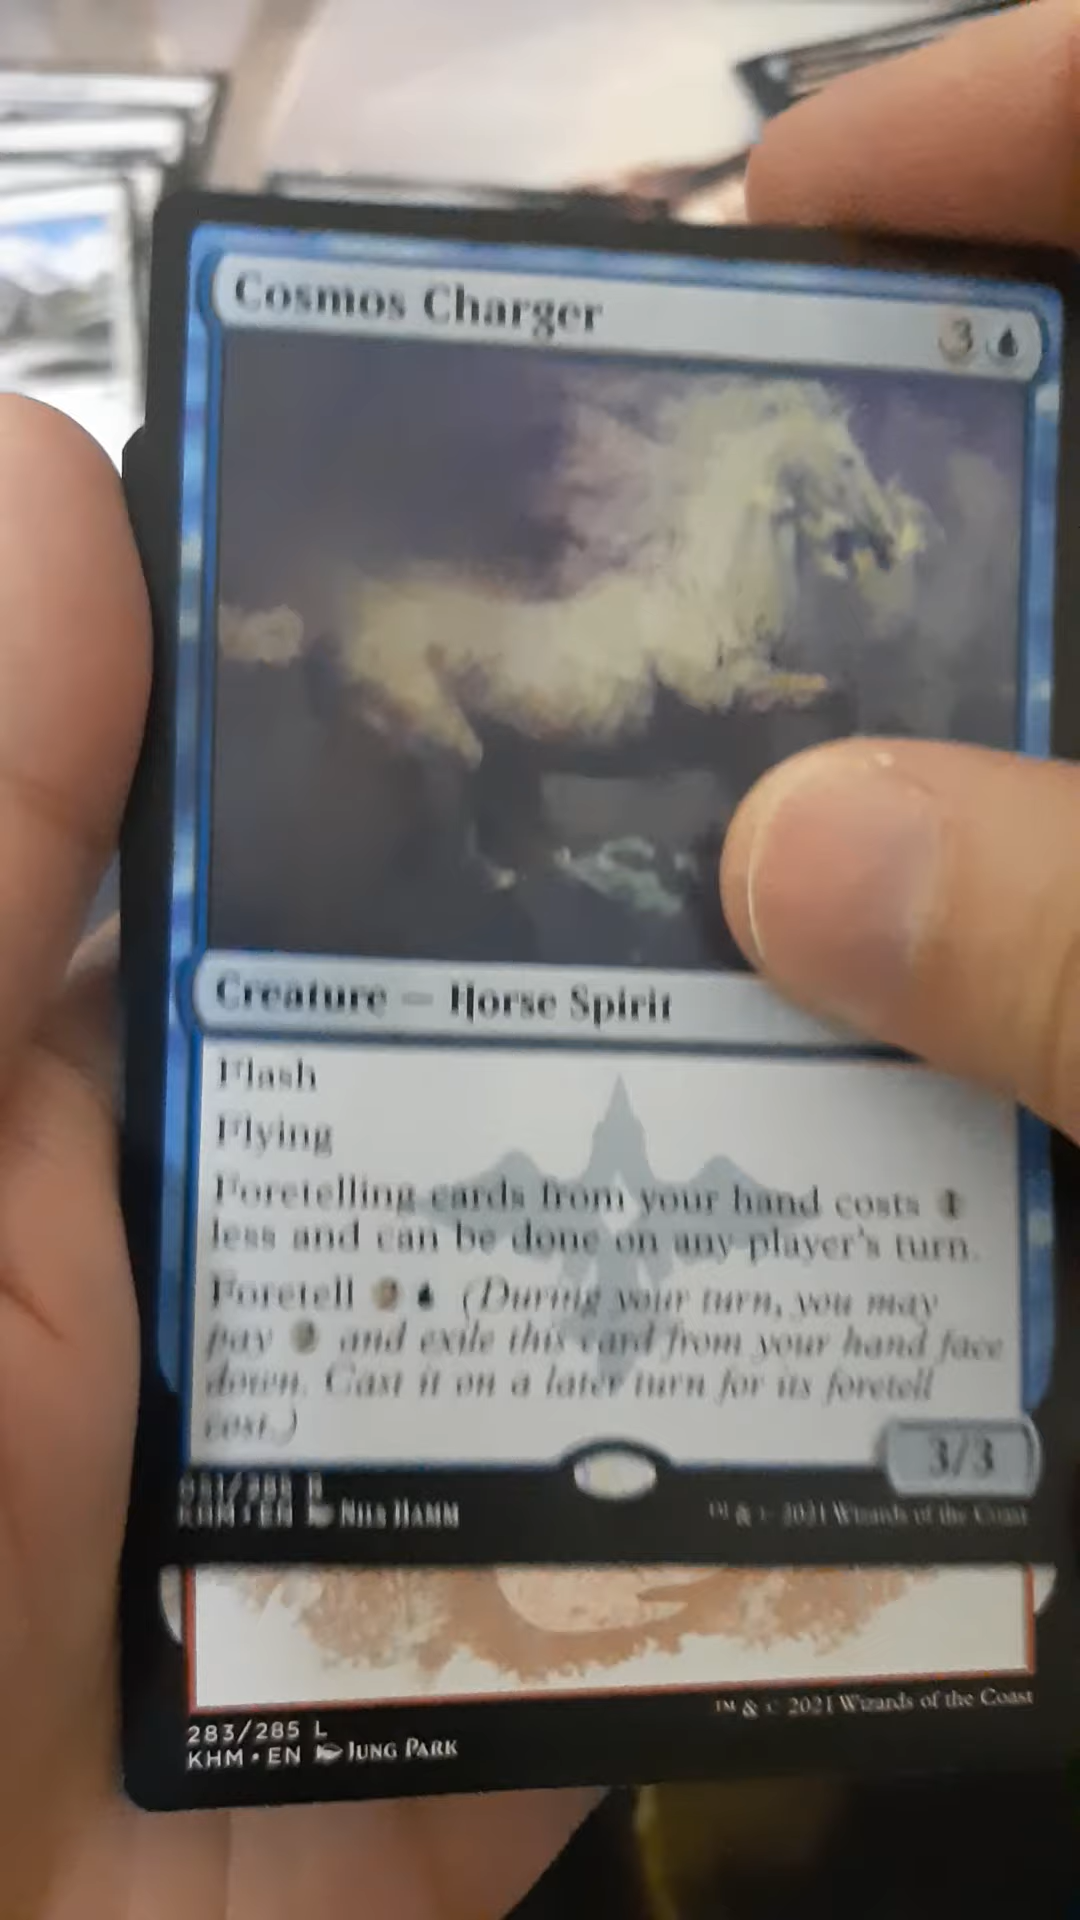 Cosmos Charger
3
Creature — Horse Spirit
Flash
Flying
Foretelling cards from your hand costs 1
less and can be done on any player's turn.
Foretell 2 (During your turn, you may
pay 2 and exile this card from your hand face
down. Cast it on a later turn for its foretell
cost.)
3/3
KHM • EN NILS HAMM
™ & © 2021 Wizards of the Coast
™ & © 2021 Wizards of the Coast
283/285 L
KHM • EN JUNG PARK